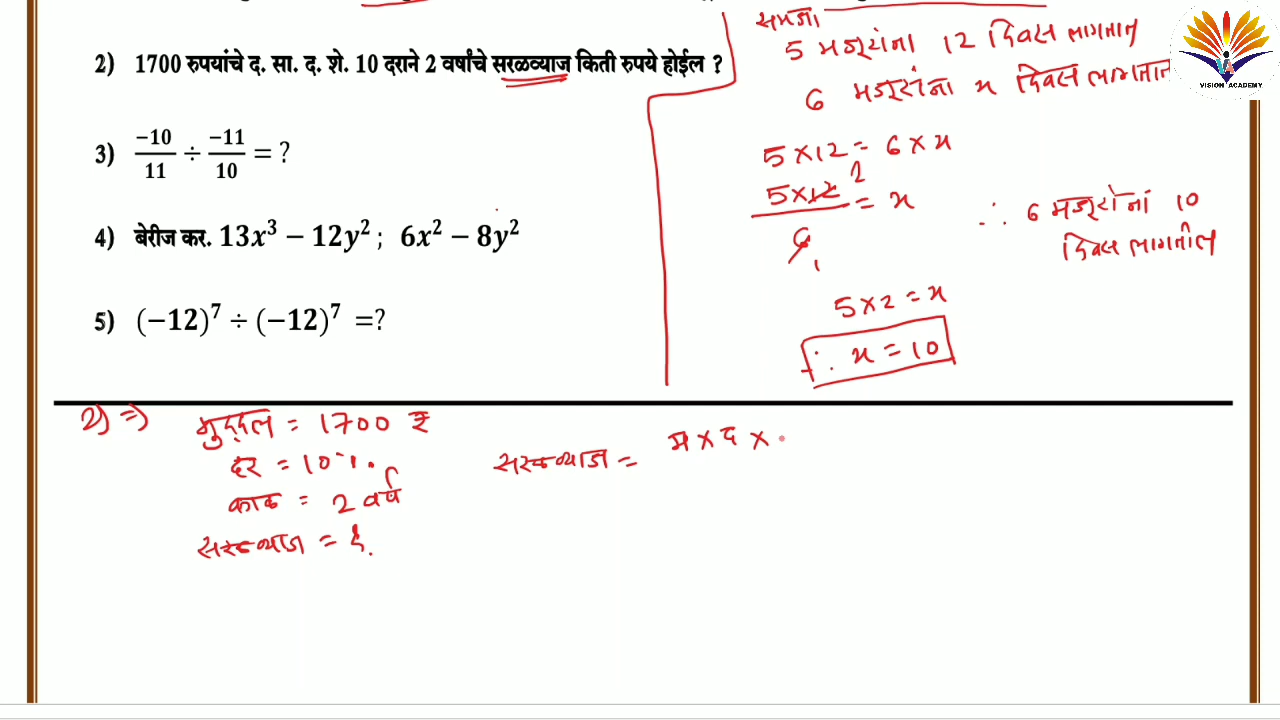 2) 1700 रुपयांचे द. सा. द. शे. 10 दराने 2 वर्षांचे सरळव्याज किती रुपये होईल ?
3) −10/11 ÷ −11/10 = ?
4) बेरीज कर. 13x³ − 12y² ; 6x² − 8y²
5) (−12)⁷ ÷ (−12)⁷ =?
समजा
5 मजूरांना 12 दिवस लागतात
6 मजूरांना x दिवस लागतात
5×12 = 6×x
5×12/6 = x
2
1
5×2 = x
∴ x = 10
∴ 6 मजूरांना 10
दिवस लागतील
VISION ACADEMY
2) ⇒
मुद्दल = 1700 ₹
दर = 10%
काळ = 2 वर्ष
सरळव्याज = ?
सरळव्याज = म × द ×